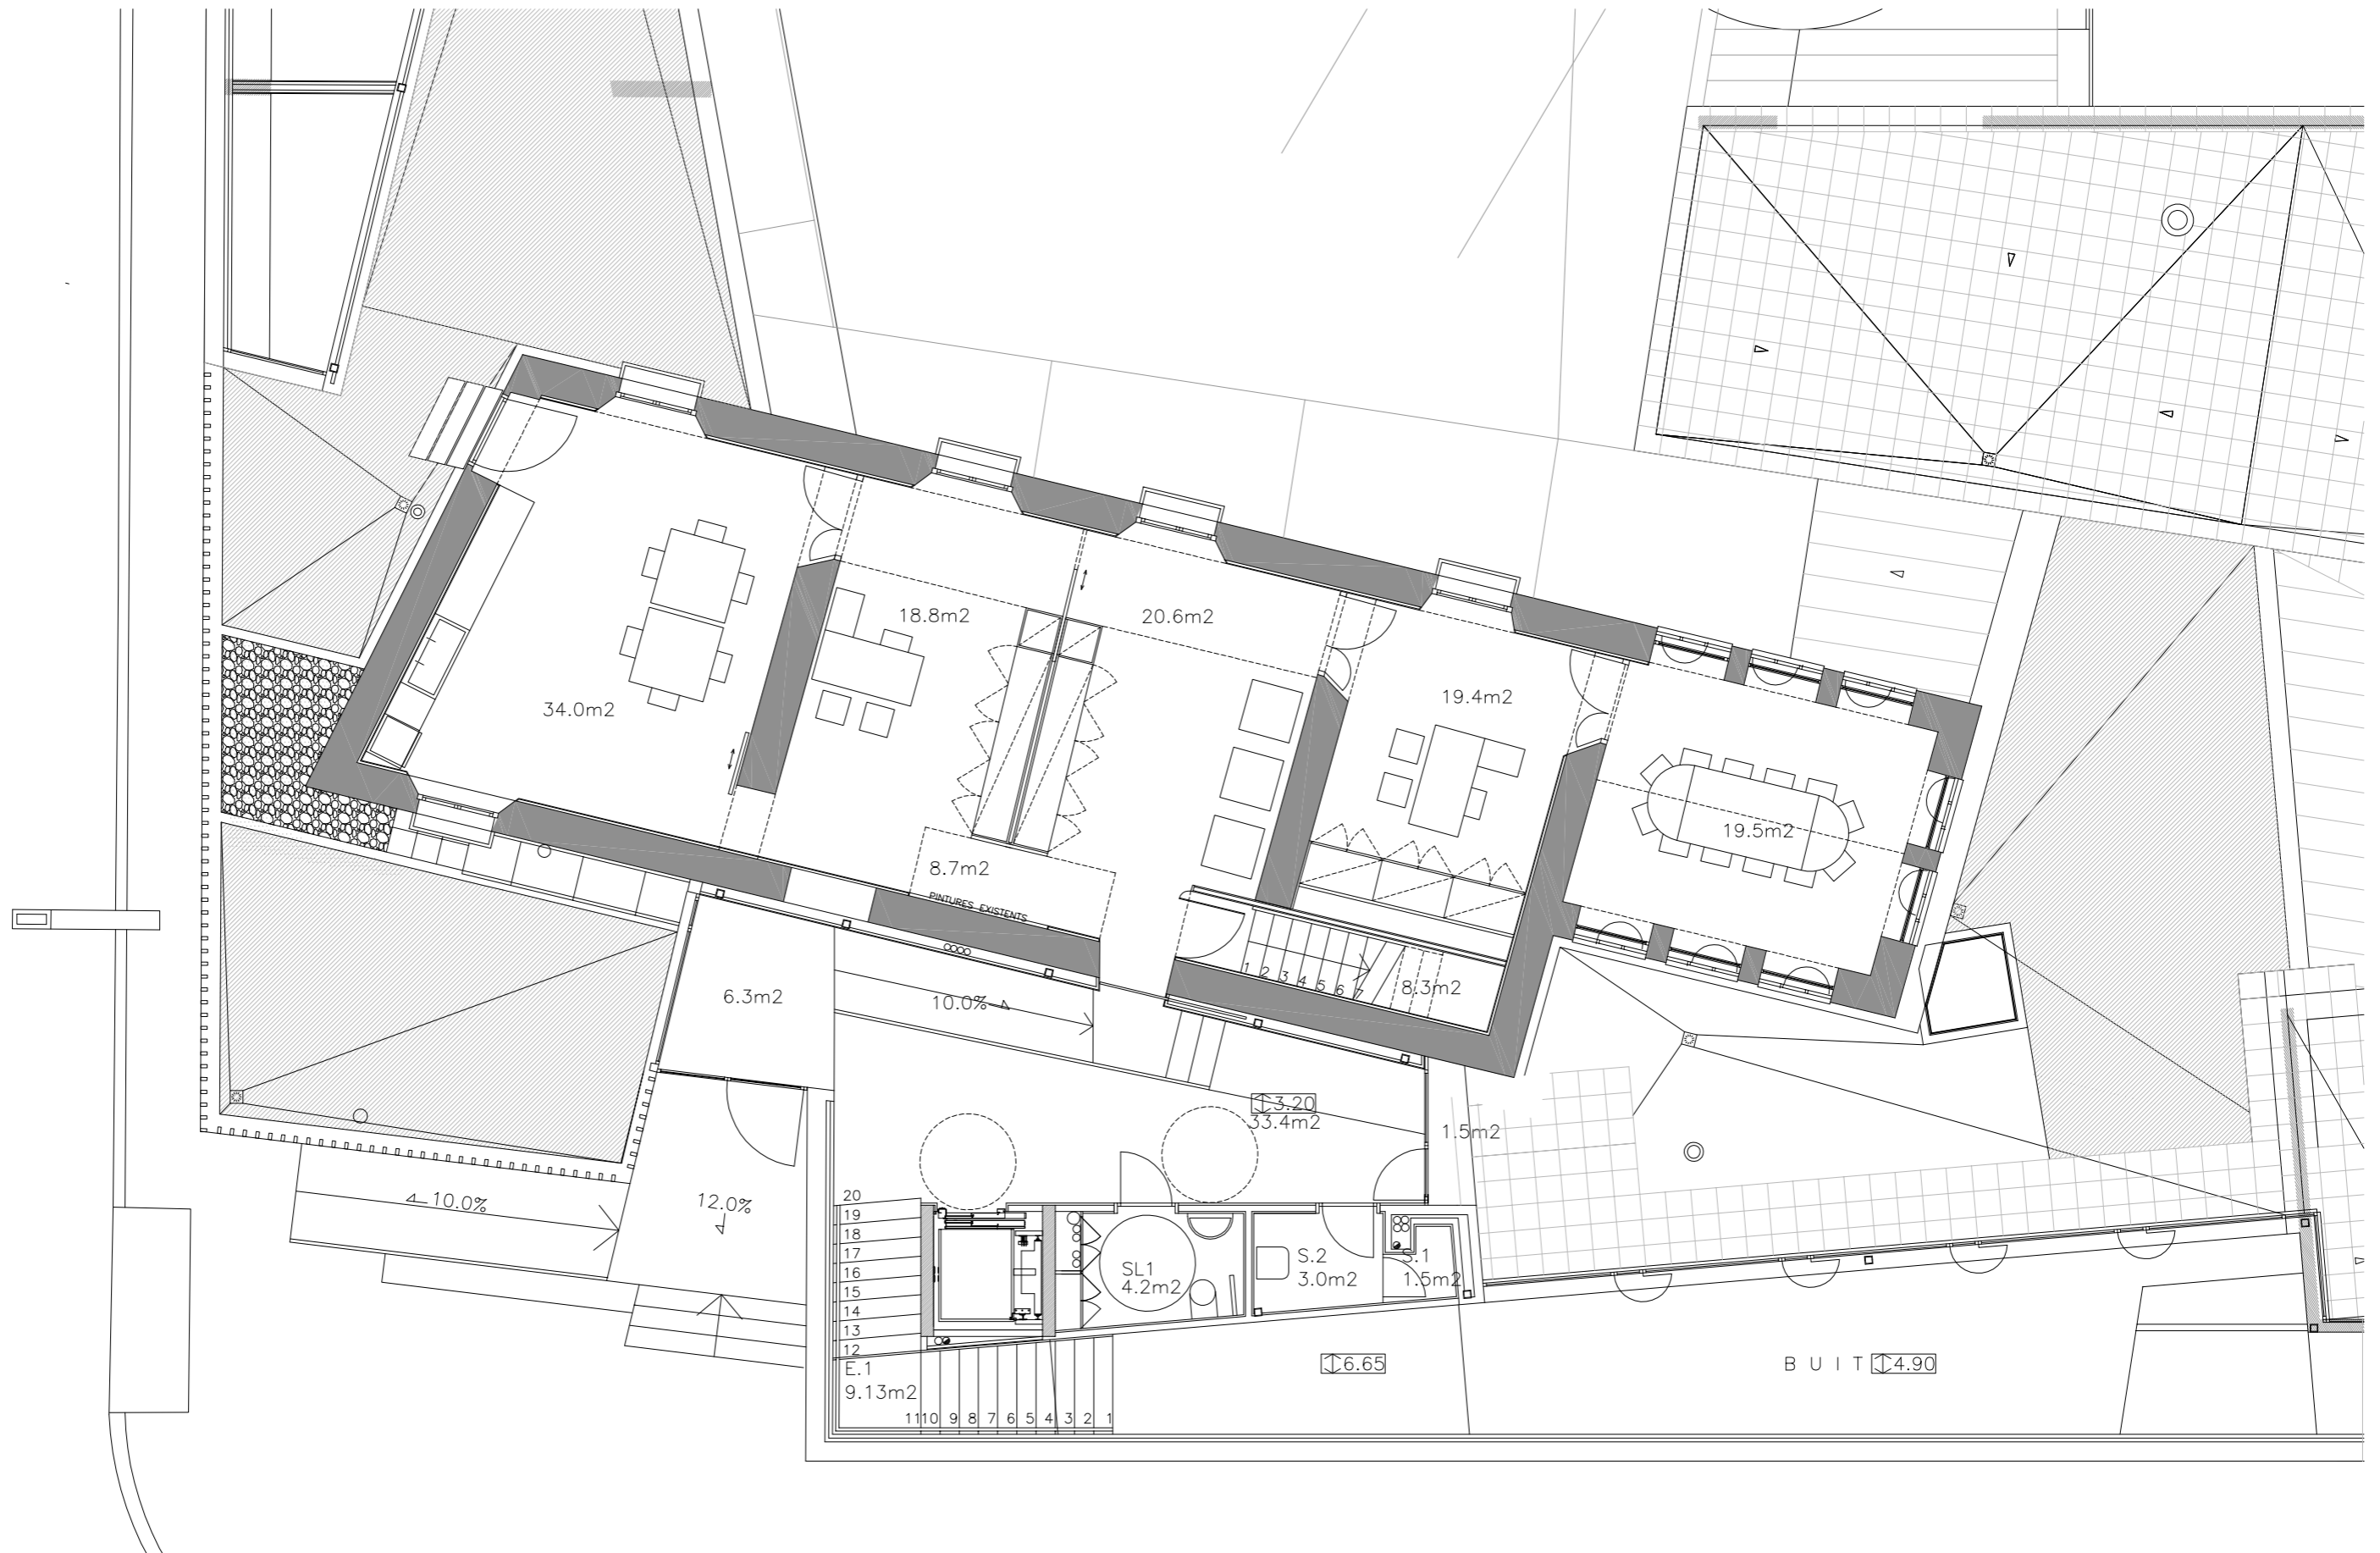 18.8m2
20.6m2
34.0m2
19.4m2
19.5m2
8.7m2
PINTURES EXISTENTS
1 2 3 4 5 6 7
8.3m2
6.3m2
10.0%
3.20
33.4m2
1.5m2
10.0%
12.0%
20
19
18
17
16
15
14
13
12
SL1
4.2m2
S.2
3.0m2
S.1
1.5m2
E.1
9.13m2
11 10 9 8 7 6 5 4 3 2 1
6.65
BUIT 4.90